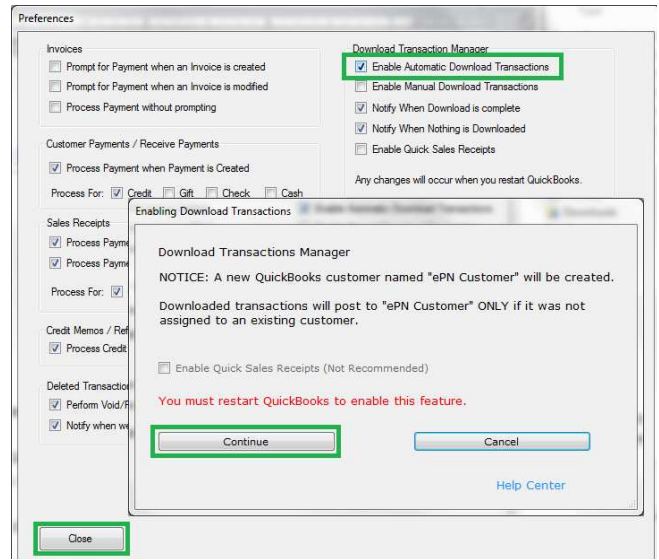 Preferences
Invoices
Prompt for Payment when an Invoice is created
Prompt for Payment when an Invoice is modified
Process Payment without prompting
Customer Payments / Receive Payments
Process Payment when Payment is Created
Process For: Credit Gift Check Cash
Sales Receipts
Process Payme
Process Payme
Process For:
Credit Memos / Ref
Process Credit
Deleted Transaction
Perform Void/F
Notify when we
Close
Download Transaction Manager
Enable Automatic Download Transactions
Enable Manual Download Transactions
Notify When Download is complete
Notify When Nothing is Downloaded
Enable Quick Sales Receipts
Any changes will occur when you restart QuickBooks.
Enabling Download Transactions
Download Transactions Manager
NOTICE: A new QuickBooks customer named "ePN Customer" will be created.
Downloaded transactions will post to "ePN Customer" ONLY if it was not
assigned to an existing customer.
Enable Quick Sales Receipts (Not Recommended)
You must restart QuickBooks to enable this feature.
Continue Cancel
Help Center